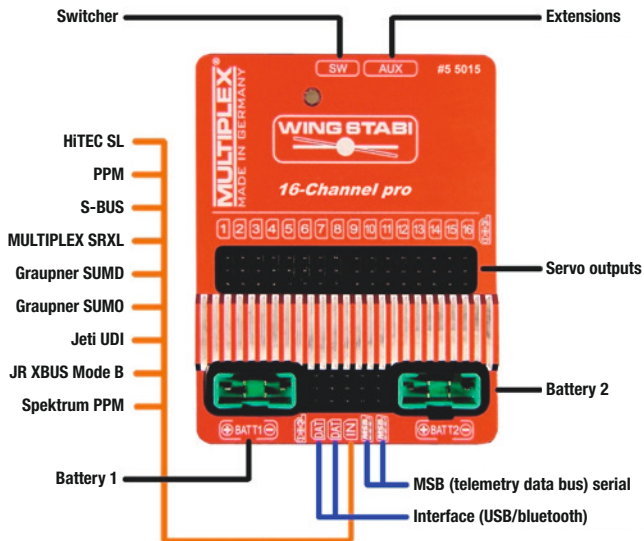 Switcher
Extensions
SW
AUX
#5 5015
MULTIPLEX®
MADE IN GERMANY
WINGSTABI
16-Channel pro
1 2 3 4 5 6 7 8 9 10 11 12 13 14 15 16
HiTEC SL
PPM
S-BUS
MULTIPLEX SRXL
Graupner SUMD
Graupner SUMO
Jeti UDI
JR XBUS Mode B
Spektrum PPM
Servo outputs
Battery 2
BATT1
DAT
DAT
IN
MSB
MSB
BATT2
Battery 1
MSB (telemetry data bus) serial
Interface (USB/bluetooth)